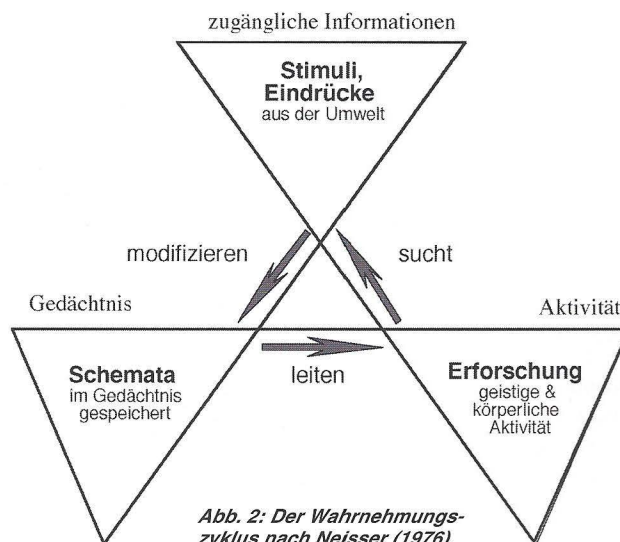 zugängliche Informationen
Stimuli,
Eindrücke
aus der Umwelt
modifizieren
sucht
Gedächtnis
Aktivität
Schemata
im Gedächtnis
gespeichert
leiten
Erforschung
geistige &
körperliche
Aktivität
Abb. 2: Der Wahrnehmungs-
zyklus nach Neisser (1976)